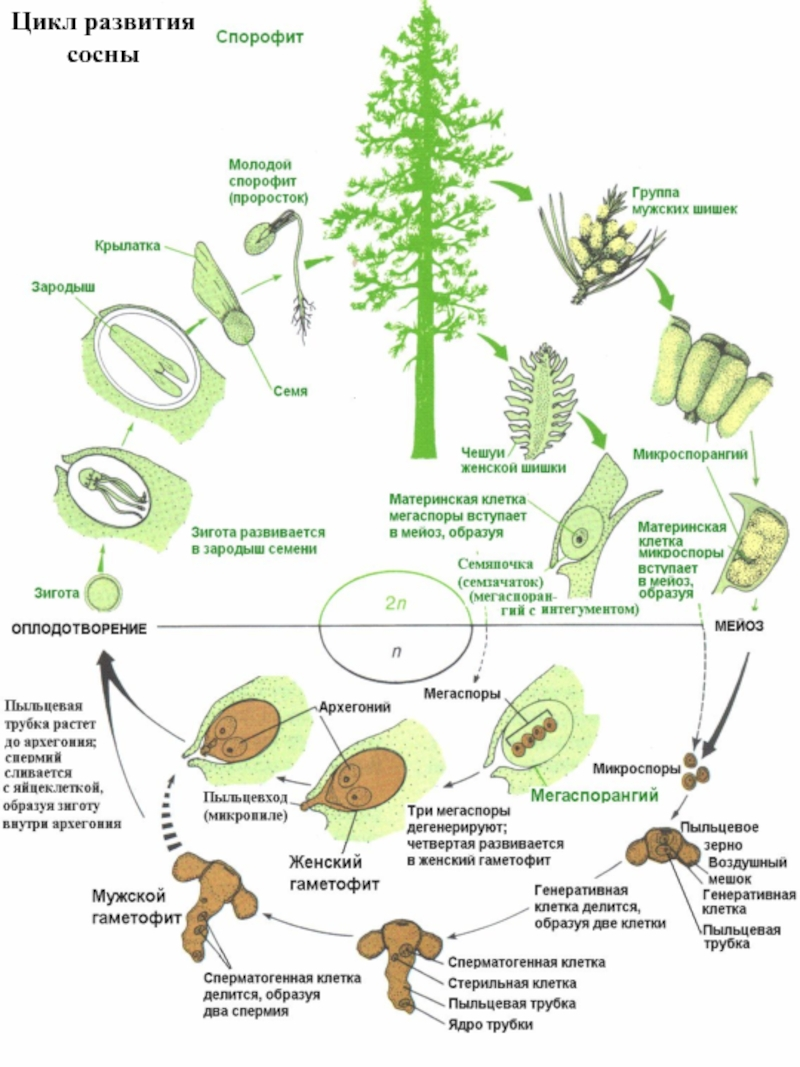 Цикл развития
сосны
Спорофит
Молодой
спорофит
(проросток)
Крылатка
Зародыш
Семя
Группа
мужских шишек
Чешуи
женской шишки
Микроспорангий
Материнская клетка
мегаспоры вступает
в мейоз, образуя
Материнская
клетка
микроспоры
вступает
в мейоз,
образуя
Семяпочка
(семзачаток)
(мегаспоран-
гий с интегументом)
Зигота развивается
в зародыш семени
Зигота
2n
ОПЛОДОТВОРЕНИЕ
МЕЙОЗ
n
Пыльцевая
трубка растет
до архегония;
спермий
сливается
с яйцеклеткой,
образуя зиготу
внутри архегония
Архегоний
Мегаспоры
Микроспоры
Мегаспорангий
Пыльцевход
(микропиле)
Три мегаспоры
дегенерируют;
четвертая развивается
в женский гаметофит
Женский
гаметофит
Пыльцевое
зерно
Воздушный
мешок
Генеративная
клетка
Пыльцевая
трубка
Генеративная
клетка делится,
образуя две клетки
Мужской
гаметофит
Сперматогенная клетка
делится, образуя
два спермия
Сперматогенная клетка
Стерильная клетка
Пыльцевая трубка
Ядро трубки